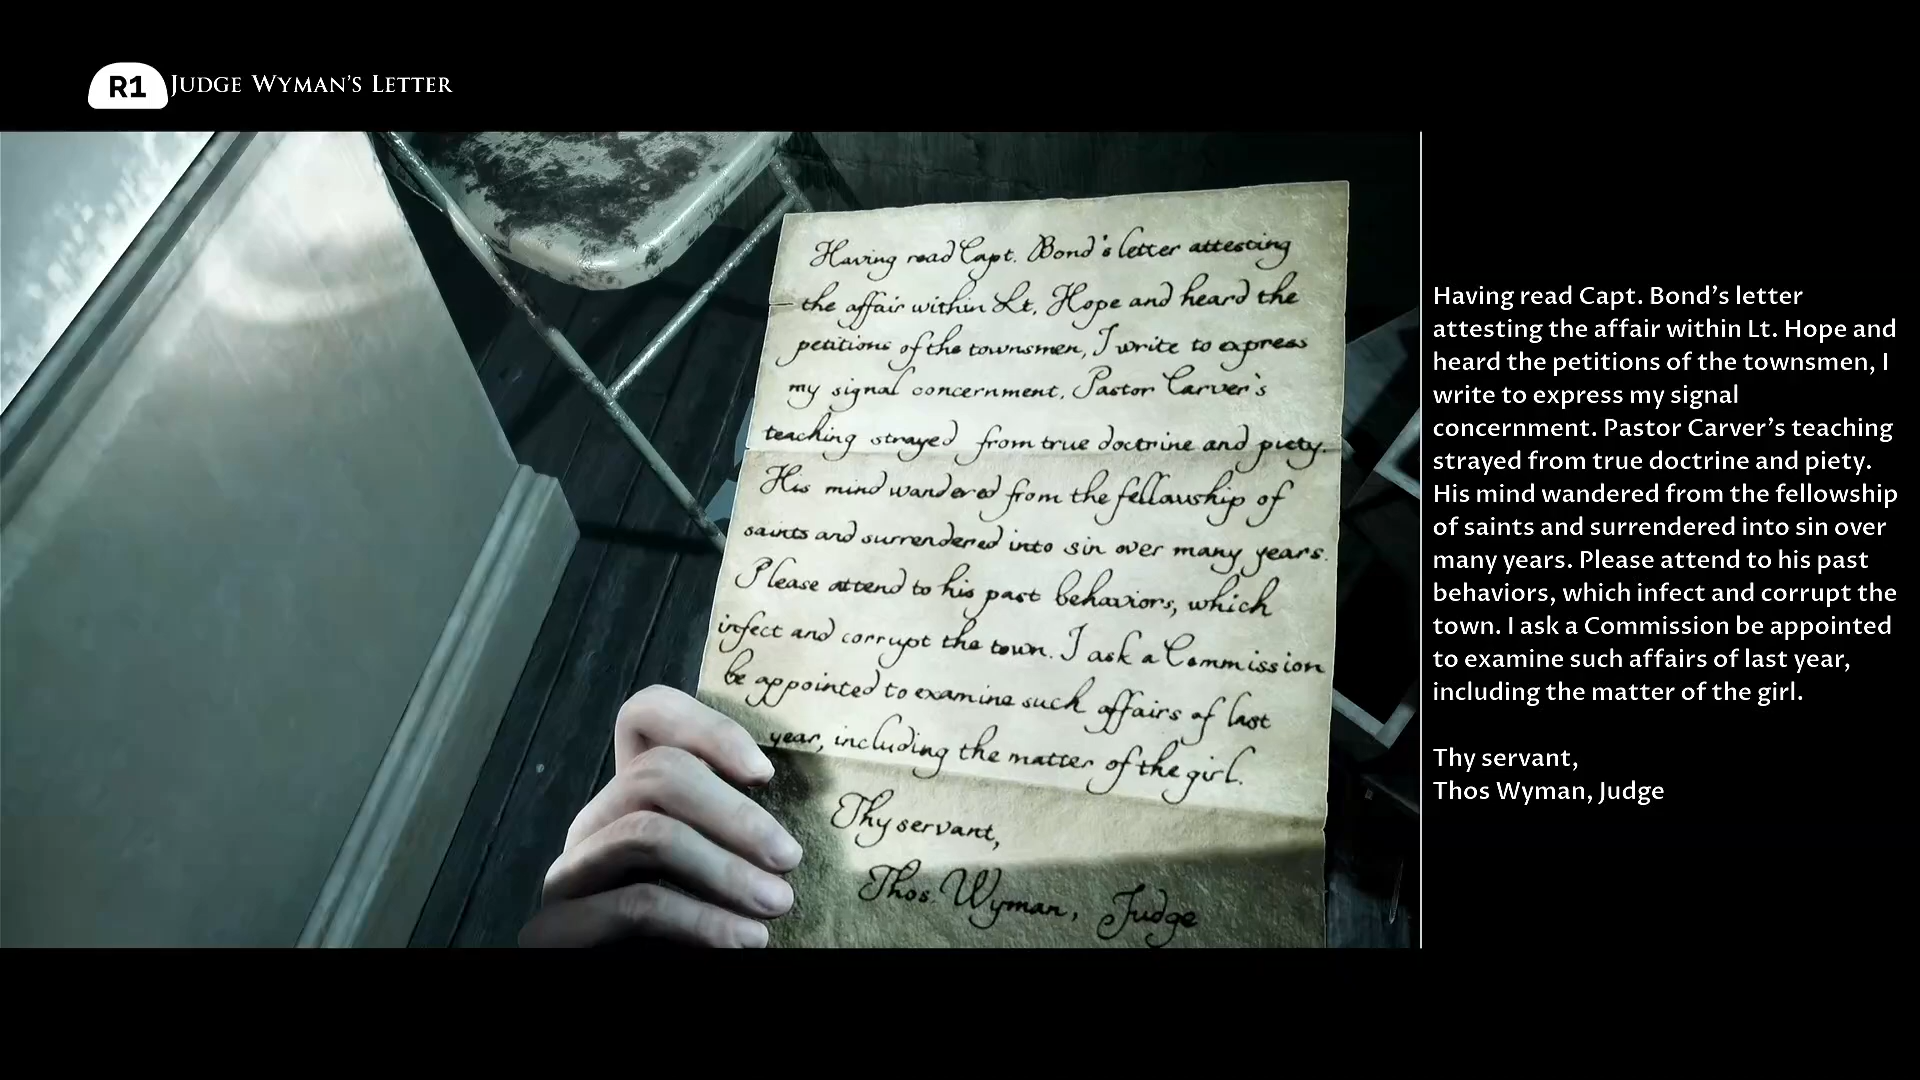 R1 JUDGE WYMAN'S LETTER
Having read Capt. Bond's letter attesting
the affair within Lt. Hope and heard the
petitions of the townsmen, I write to express
my signal concernment. Pastor Carver's
teaching strayed from true doctrine and piety.
His mind wandered from the fellowship of
saints and surrendered into sin over many years.
Please attend to his past behaviors, which
infect and corrupt the town. I ask a Commission
be appointed to examine such affairs of last
year, including the matter of the girl.
Thy servant,
Thos. Wyman, Judge
Having read Capt. Bond's letter
attesting the affair within Lt. Hope and
heard the petitions of the townsmen, I
write to express my signal
concernment. Pastor Carver's teaching
strayed from true doctrine and piety.
His mind wandered from the fellowship
of saints and surrendered into sin over
many years. Please attend to his past
behaviors, which infect and corrupt the
town. I ask a Commission be appointed
to examine such affairs of last year,
including the matter of the girl.
Thy servant,
Thos Wyman, Judge